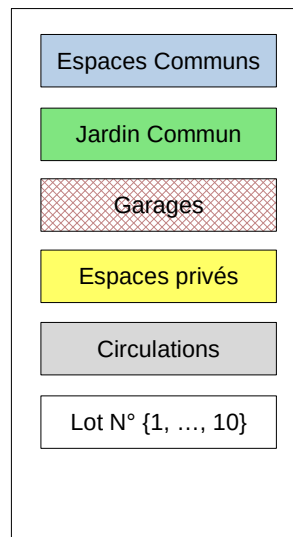 Espaces Communs
Jardin Commun
Garages
Espaces privés
Circulations
Lot N° {1, …, 10}